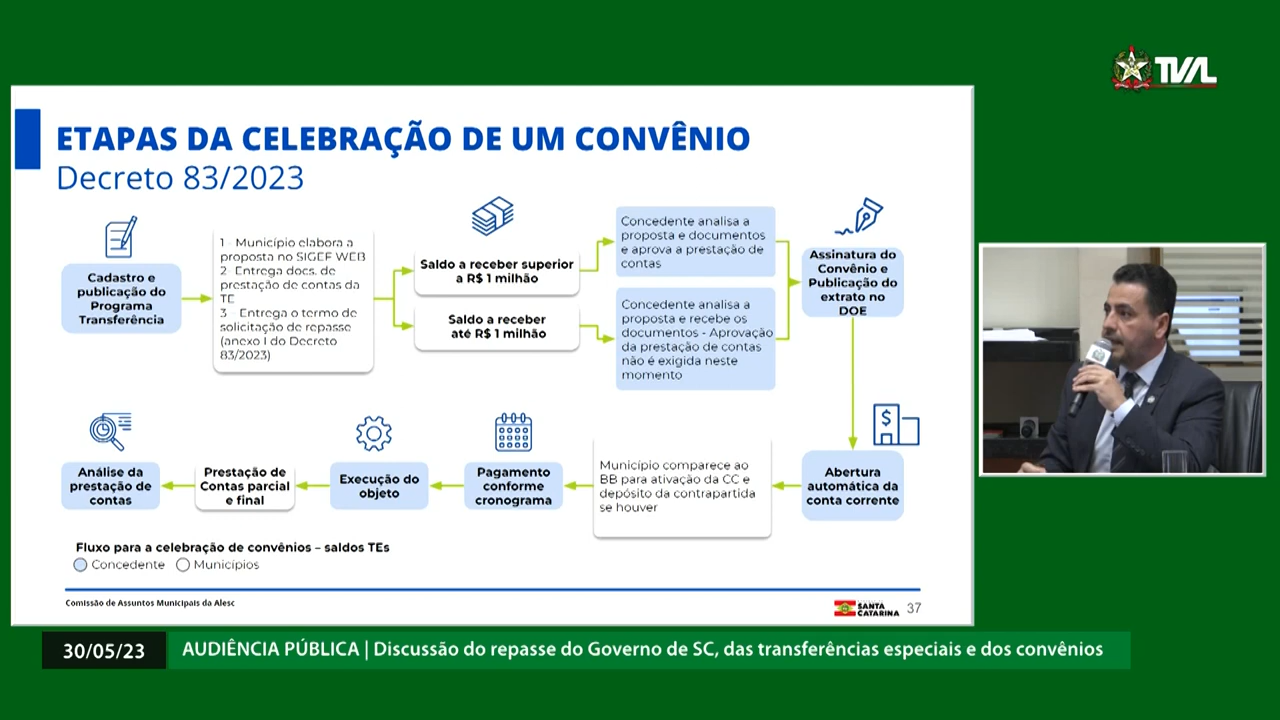 TVAL
ETAPAS DA CELEBRAÇÃO DE UM CONVÊNIO
Decreto 83/2023
Cadastro e
publicação do
Programa
Transferência
1 - Município elabora a
proposta no SIGEF WEB
2 Entrega docs. de
prestação de contas da
TE
3 - Entrega o termo de
solicitação de repasse
(anexo I do Decreto
83/2023)
Saldo a receber superior
a R$ 1 milhão
Saldo a receber
até R$ 1 milhão
Concedente analisa a
proposta e documentos
e aprova a prestação de
contas
Concedente analisa a
proposta e recebe os
documentos - Aprovação
da prestação de contas
não é exigida neste
momento
Assinatura do
Convênio e
Publicação do
extrato no
DOE
$
Análise da
prestação de
contas
Prestação de
Contas parcial
e final
Execução do
objeto
Pagamento
conforme
cronograma
Município comparece ao
BB para ativação da CC e
depósito da contrapartida
se houver
Abertura
automática da
conta corrente
Fluxo para a celebração de convênios – saldos TEs
Concedente Municípios
Comissão de Assuntos Municipais da Alesc
SANTA
CATARINA
37
30/05/23
AUDIÊNCIA PÚBLICA | Discussão do repasse do Governo de SC, das transferências especiais e dos convênios